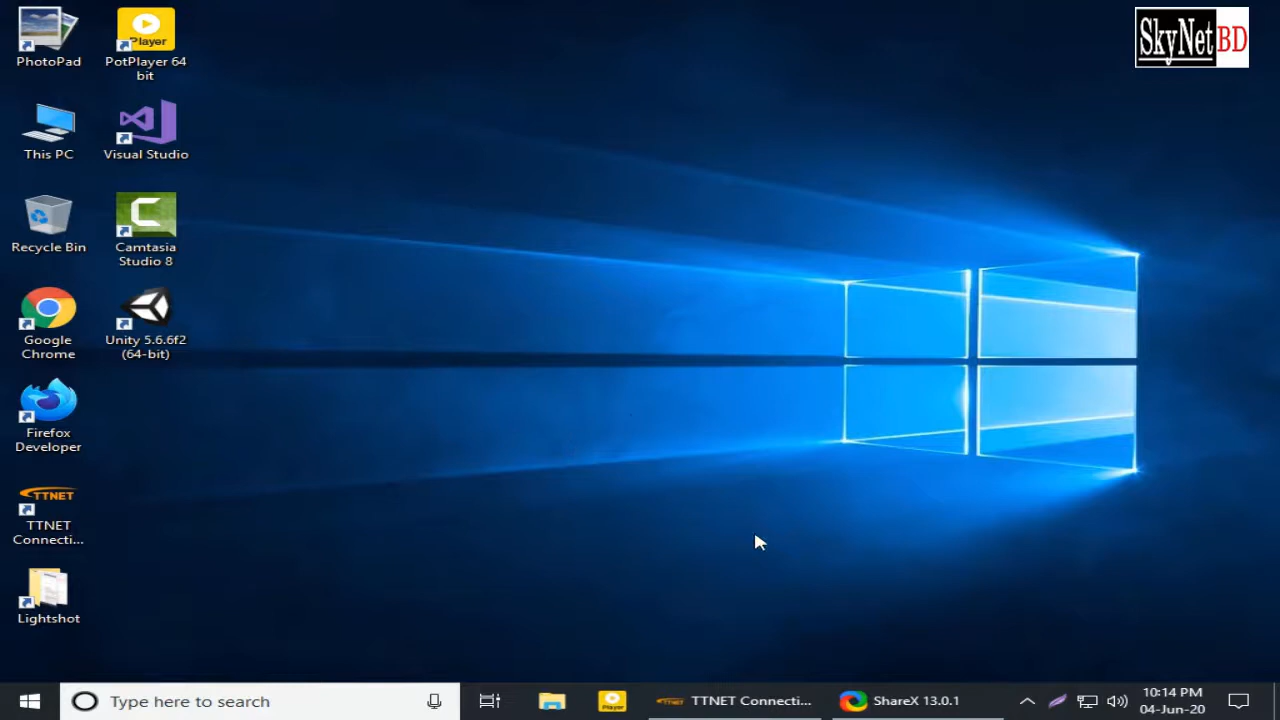 PhotoPad
Player
PotPlayer 64
bit
This PC
Visual Studio
Recycle Bin
C
Camtasia
Studio 8
Google
Chrome
Unity 5.6.6f2
(64-bit)
Firefox
Developer
TTNET
TTNET
Connecti...
Lightshot
SkyNetBD
Type here to search
Player
TTNET Connecti...
ShareX 13.0.1
10:14 PM
04-Jun-20